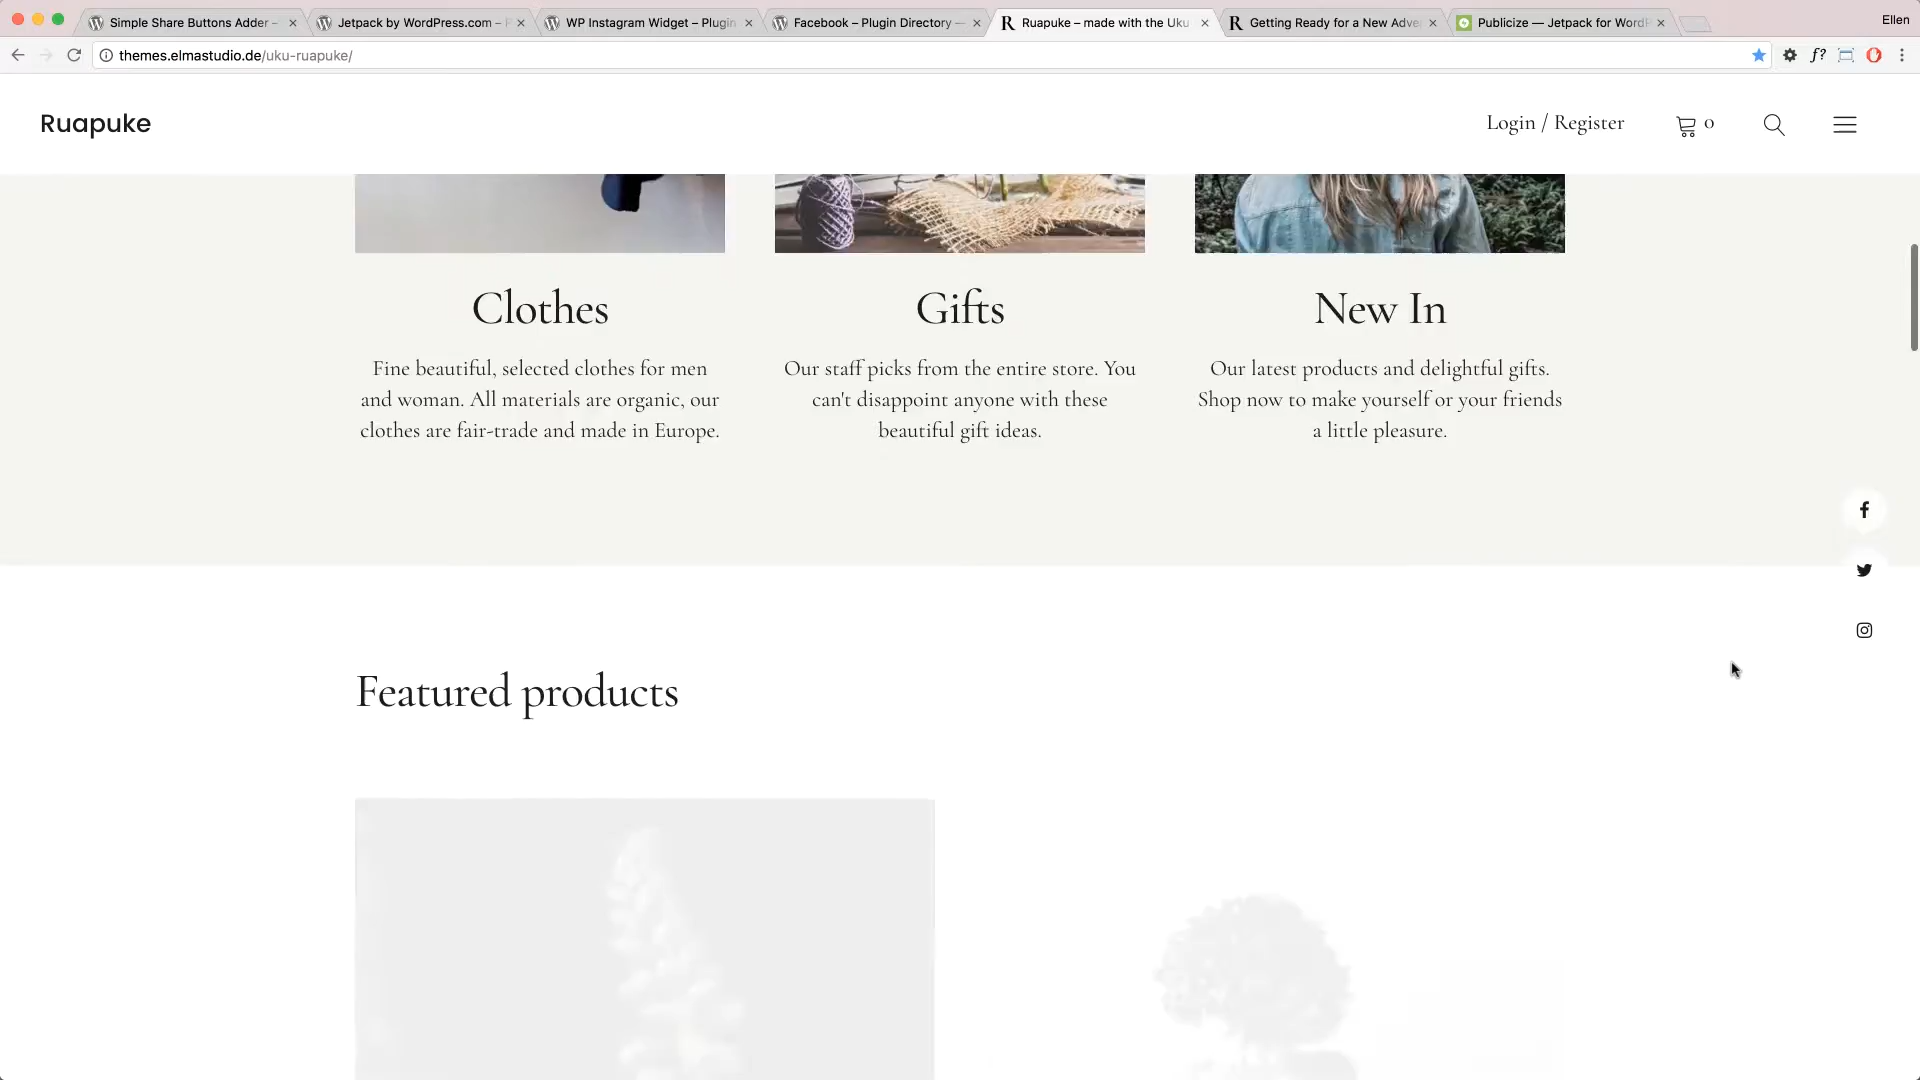 Simple Share Buttons Adder –
Jetpack by WordPress.com –
WP Instagram Widget – Plugin
Facebook – Plugin Directory —
Ruapuke – made with the Uku
Getting Ready for a New Adve
Publicize — Jetpack for Word
Ellen
themes.elmastudio.de/uku-ruapuke/
Ruapuke
Login / Register
0
Clothes
Fine beautiful, selected clothes for men
and woman. All materials are organic, our
clothes are fair-trade and made in Europe.
Gifts
Our staff picks from the entire store. You
can't disappoint anyone with these
beautiful gift ideas.
New In
Our latest products and delightful gifts.
Shop now to make yourself or your friends
a little pleasure.
Featured products